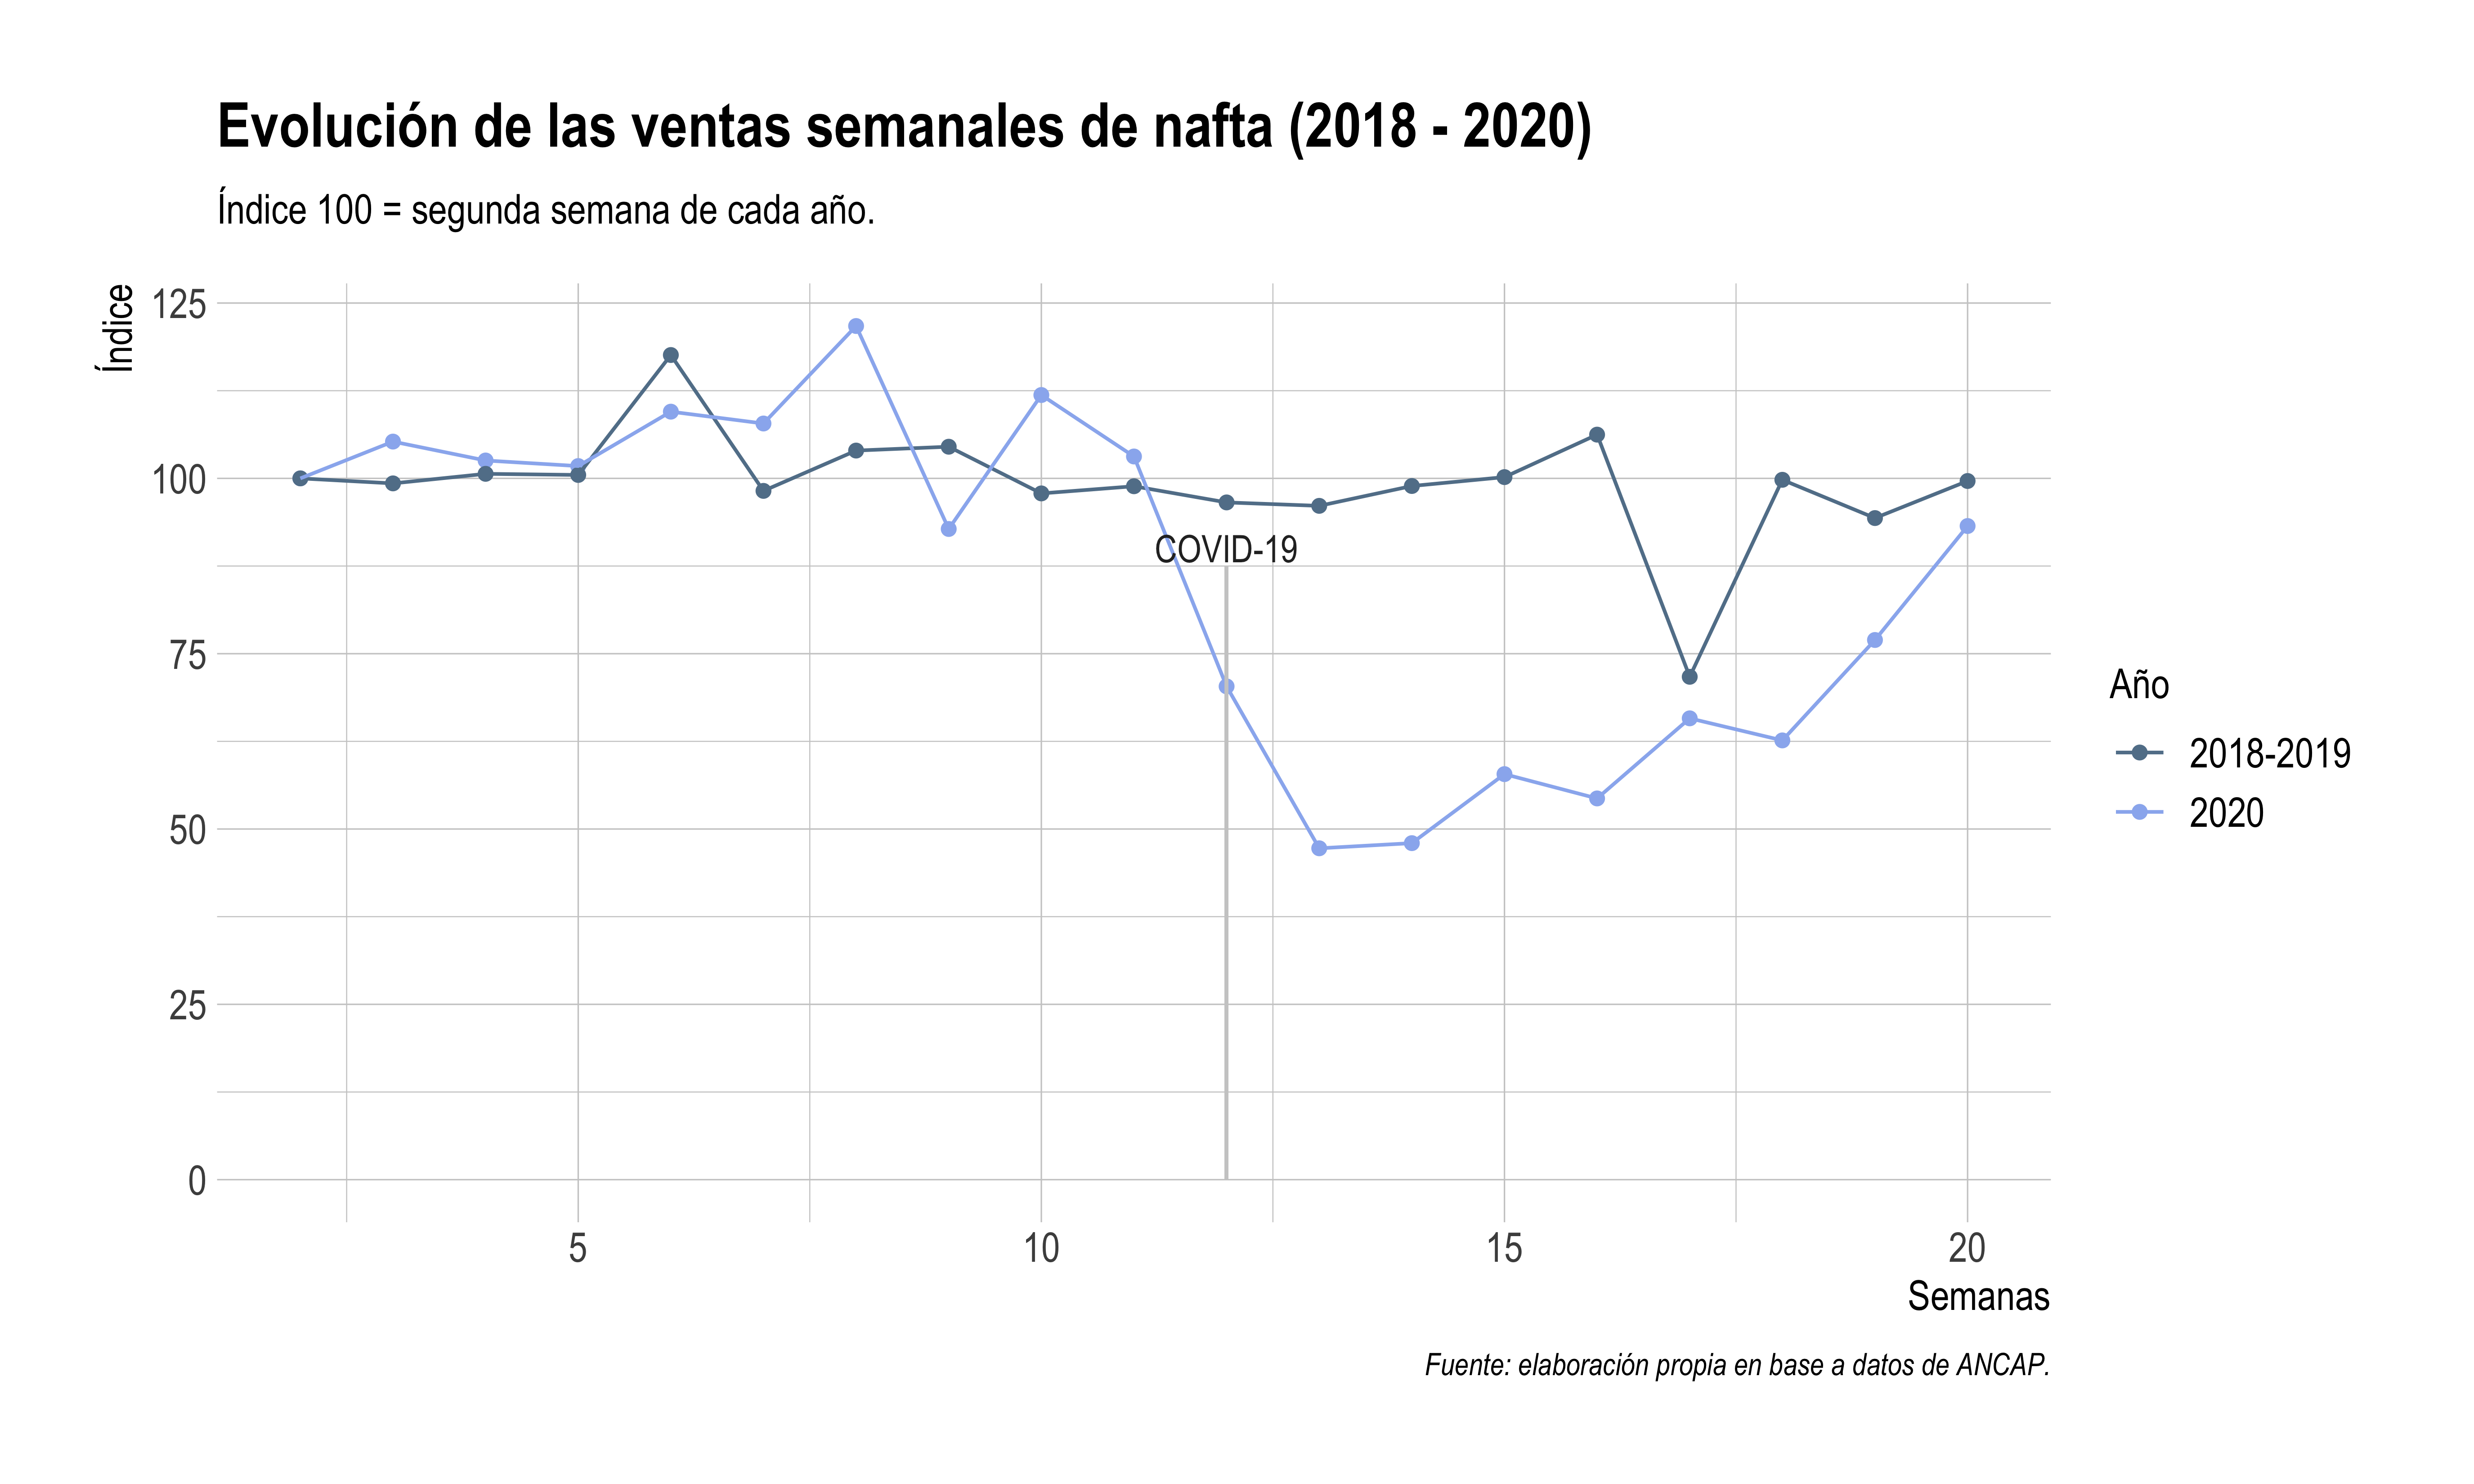 Evolución de las ventas semanales de nafta (2018 - 2020)
Índice 100 = segunda semana de cada año.
Índice
125
100
75
50
25
0
COVID-19
5 10 15 20
Semanas
Año
2018-2019
2020
Fuente: elaboración propia en base a datos de ANCAP.